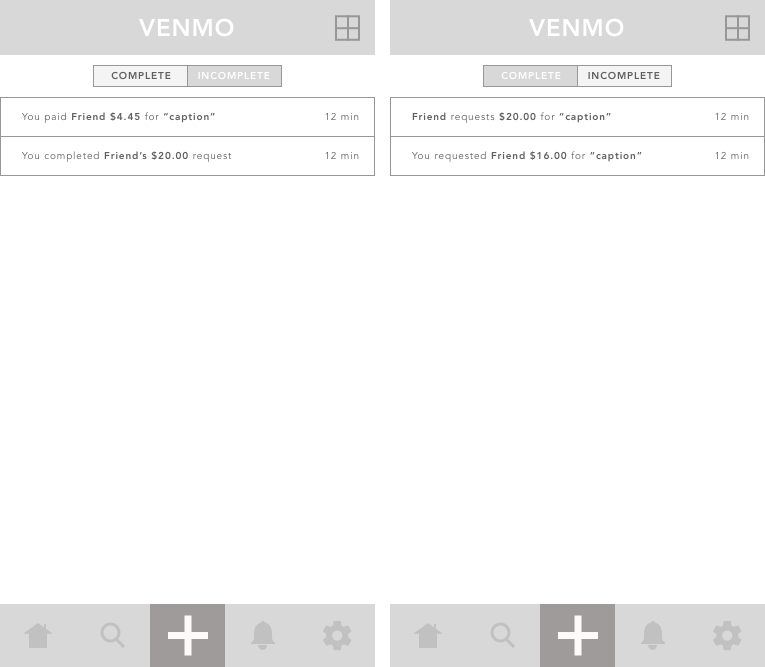 VENMO
COMPLETE INCOMPLETE
You paid Friend $4.45 for “caption” 12 min
You completed Friend’s $20.00 request 12 min
VENMO
COMPLETE INCOMPLETE
Friend requests $20.00 for “caption” 12 min
You requested Friend $16.00 for “caption” 12 min